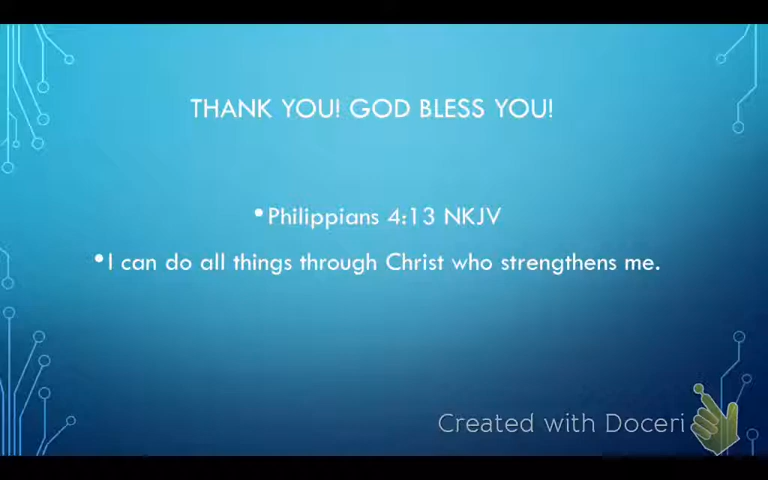 THANK YOU! GOD BLESS YOU!
•Philippians 4:13 NKJV
•I can do all things through Christ who strengthens me.
Created with Doceri